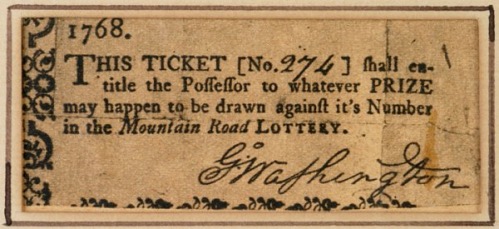 1768.
THIS TICKET [No. 274] ſhall en-
title the Poſſeſſor to whatever PRIZE
may happen to be drawn againſt it's Number
in the Mountain Road LOTTERY.
Go Waſhington